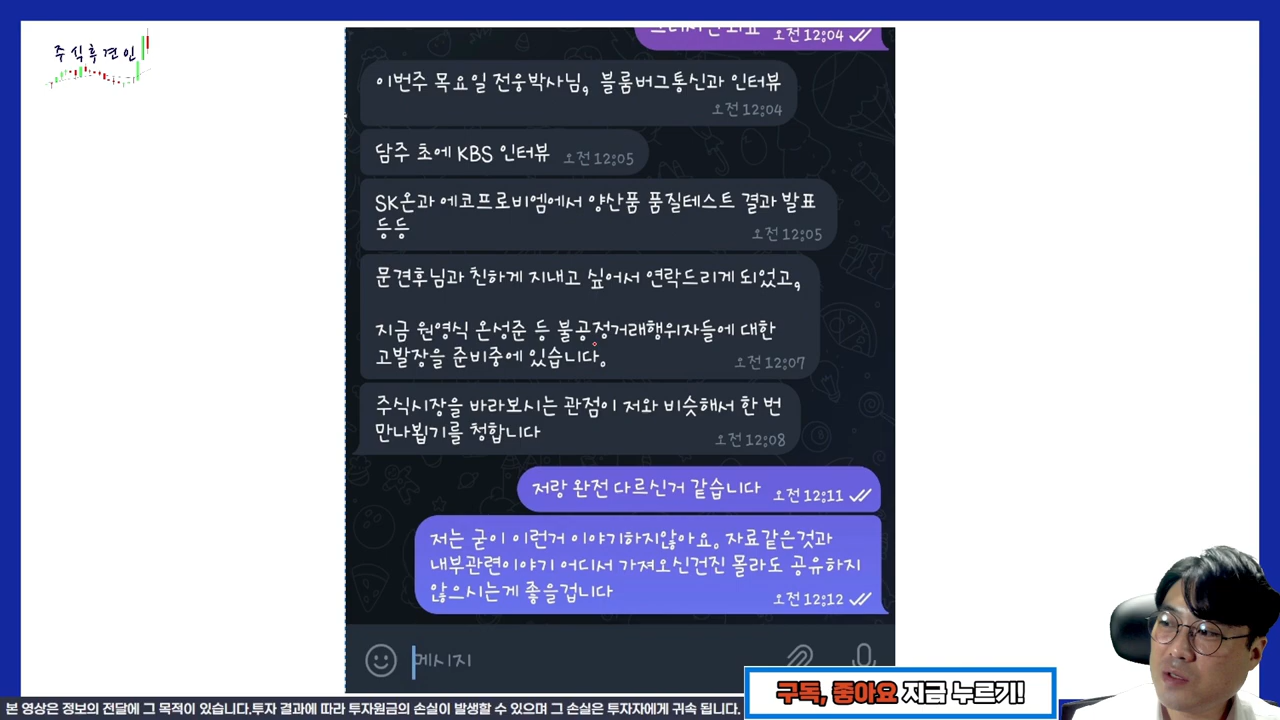 주식후견인
오전 12:04
이번주 목요일 전웅박사님, 블룸버그통신과 인터뷰
오전 12:04
담주 초에 KBS 인터뷰 오전 12:05
SK온과 에코프로비엠에서 양산품 품질테스트 결과 발표
등등
오전 12:05
문견후님과 친하게 지내고 싶어서 연락드리게 되었고,
지금 원영식 온성준 등 불공정거래행위자들에 대한
고발장을 준비중에 있습니다.
오전 12:07
주식시장을 바라보시는 관점이 저와 비슷해서 한 번
만나뵙기를 청합니다
오전 12:08
저랑 완전 다르신거 같습니다 오전 12:11
저는 굳이 이런거 이야기하지않아요. 자료같은것과
내부관련이야기 어디서 가져오신건진 몰라도 공유하지
않으시는게 좋을겁니다
오전 12:12
메시지
구독, 좋아요 지금 누르기!
본 영상은 정보의 전달에 그 목적이 있습니다.투자 결과에 따라 투자원금의 손실이 발생할 수 있으며 그 손실은 투자자에게 귀속 됩니다.